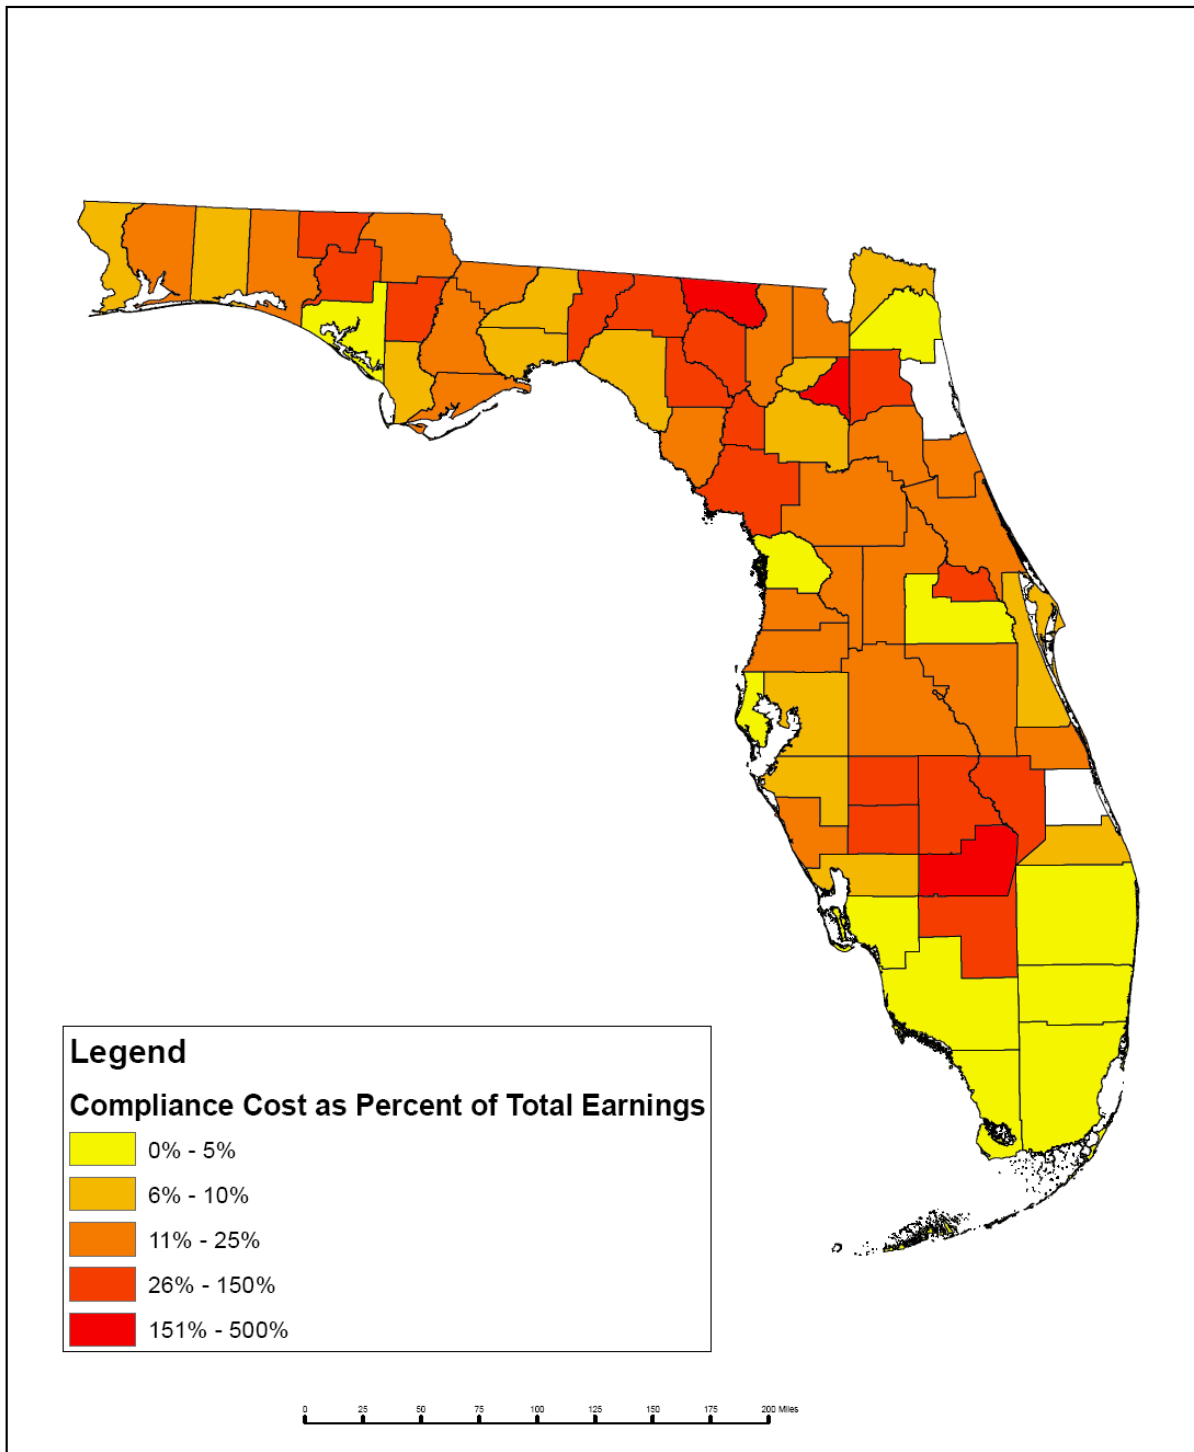 Legend
Compliance Cost as Percent of Total Earnings
0% - 5%
6% - 10%
11% - 25%
26% - 150%
151% - 500%
0 25 50 75 100 125 150 175 200 Miles